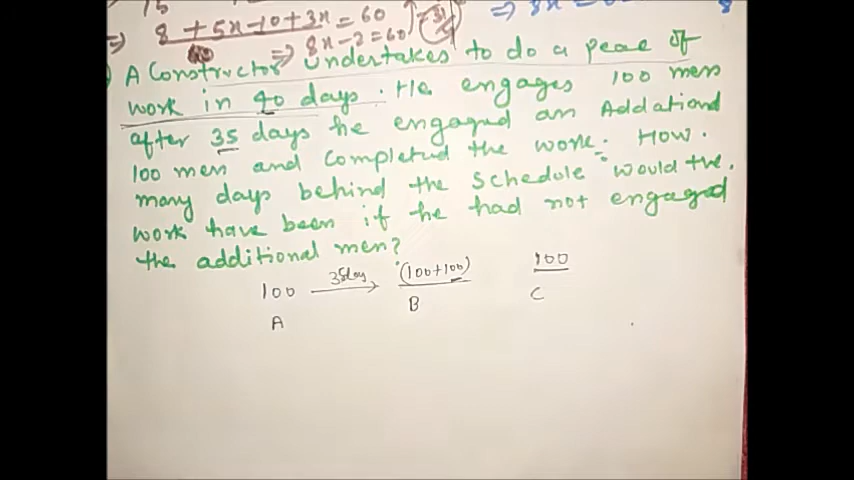 15
⇒ 8 + 5x-10+3x = 60
⇒ 8x-2=60
A Constructor undertakes to do a peace of
work in 40 days. He engages 100 mens
after 35 days he engaged an Addational
100 men and completed the work. How.
many days behind the schedule would the.
work have been if he had not engaged
the additional men?
100 35day (100+100) 100
A B C